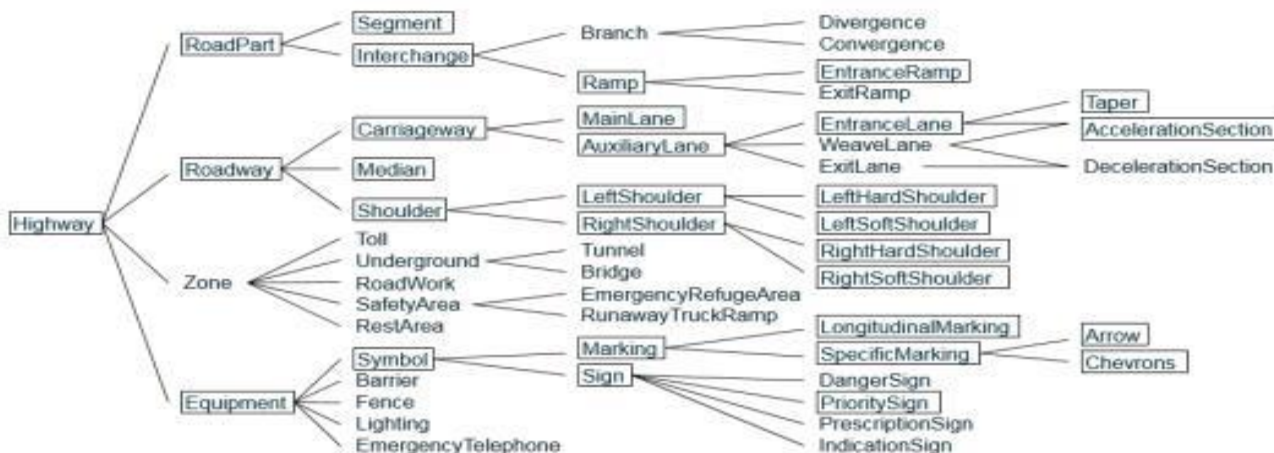 Highway
RoadPart
Segment
Interchange
Branch
Divergence
Convergence
Ramp
EntranceRamp
ExitRamp
Roadway
Carriageway
MainLane
AuxiliaryLane
EntranceLane
Taper
AccelerationSection
WeaveLane
ExitLane
DecelerationSection
Median
Shoulder
LeftShoulder
LeftHardShoulder
LeftSoftShoulder
RightShoulder
RightHardShoulder
RightSoftShoulder
Zone
Toll
Underground
Tunnel
Bridge
RoadWork
SafetyArea
EmergencyRefugeArea
RunawayTruckRamp
RestArea
Equipment
Symbol
Marking
LongitudinalMarking
SpecificMarking
Arrow
Chevrons
Sign
DangerSign
PrioritySign
PrescriptionSign
IndicationSign
Barrier
Fence
Lighting
EmergencyTelephone